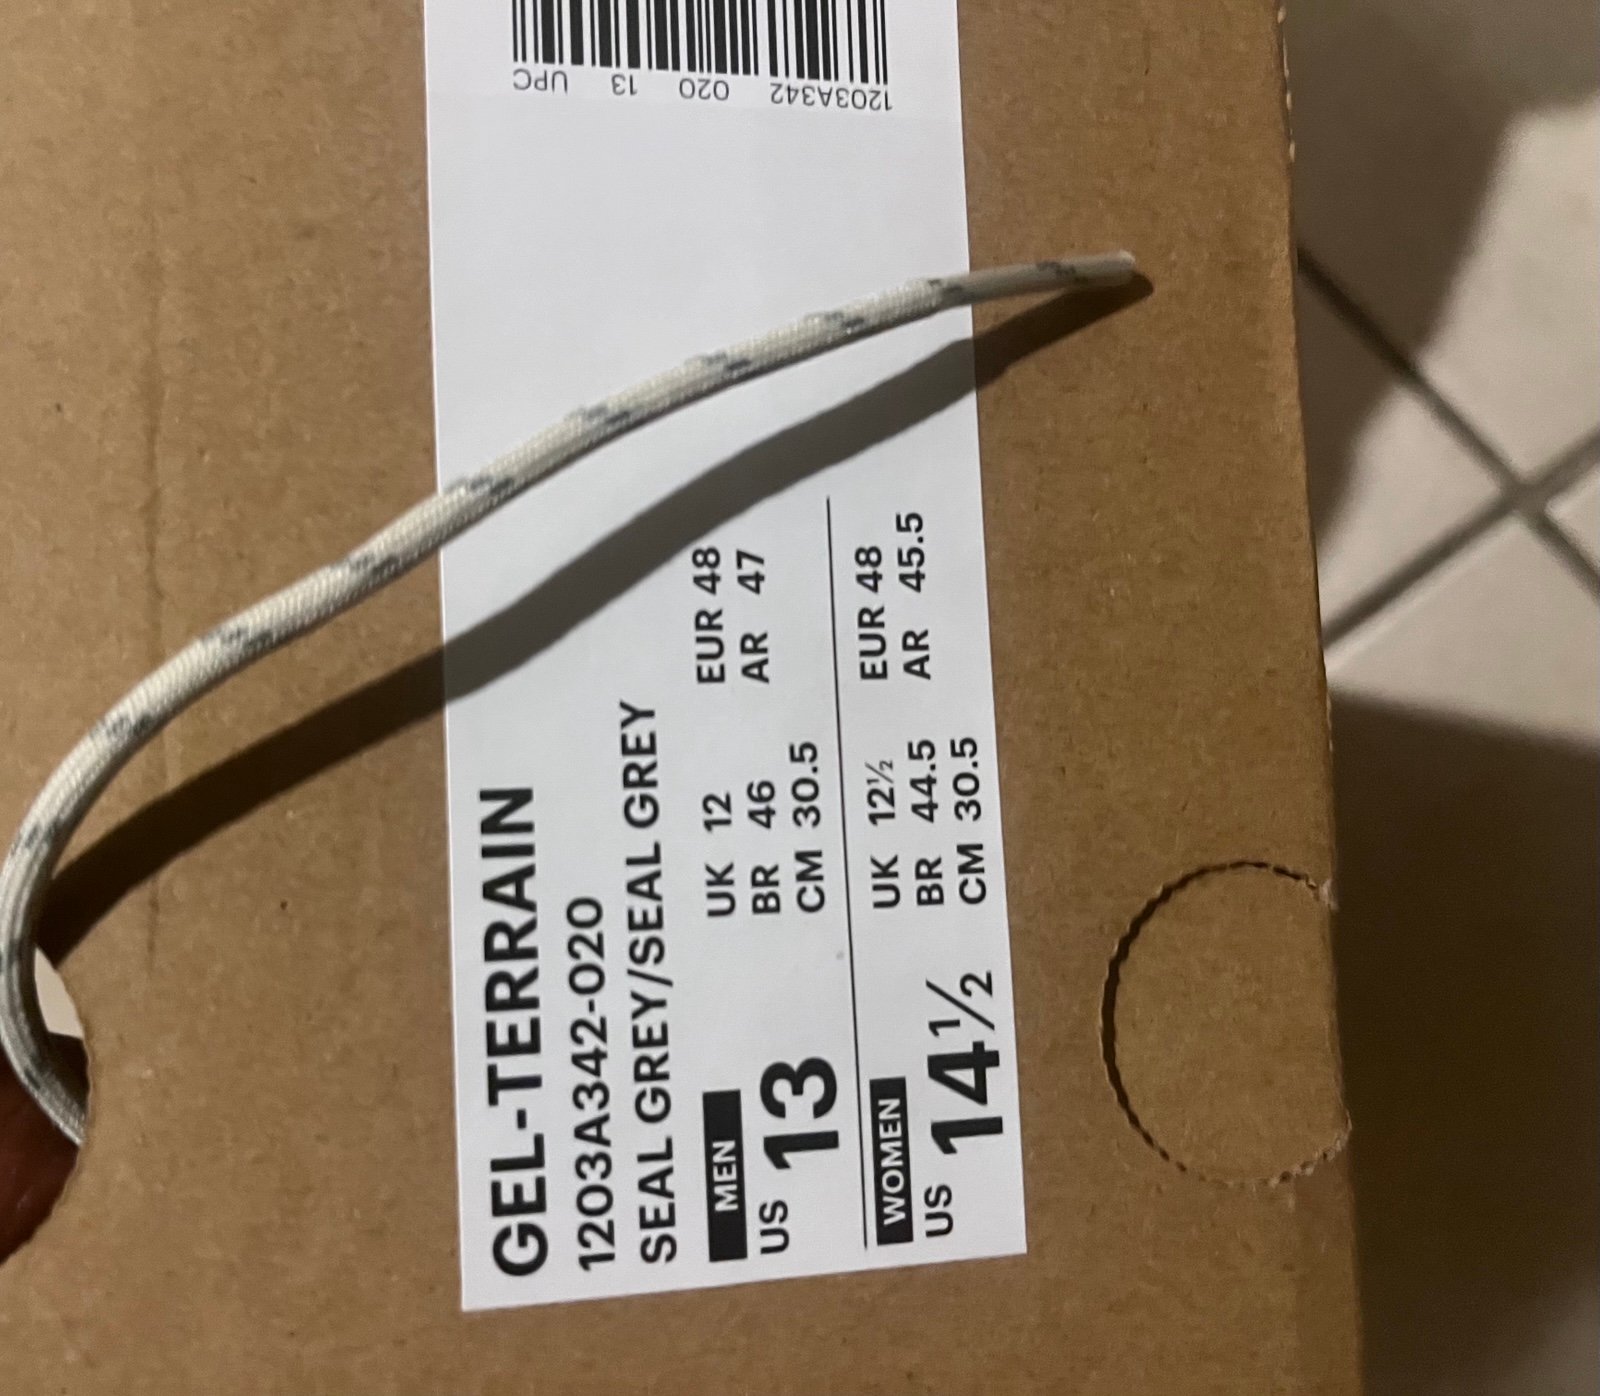 GEL-TERRAIN
1203A342-020
SEAL GREY/SEAL GREY
MEN
US 13
UK 12 EUR 48
BR 46 AR 47
CM 30.5
WOMEN
US 14½
UK 12½ EUR 48
BR 44.5 AR 45.5
CM 30.5
1203A342 020 13 UPC